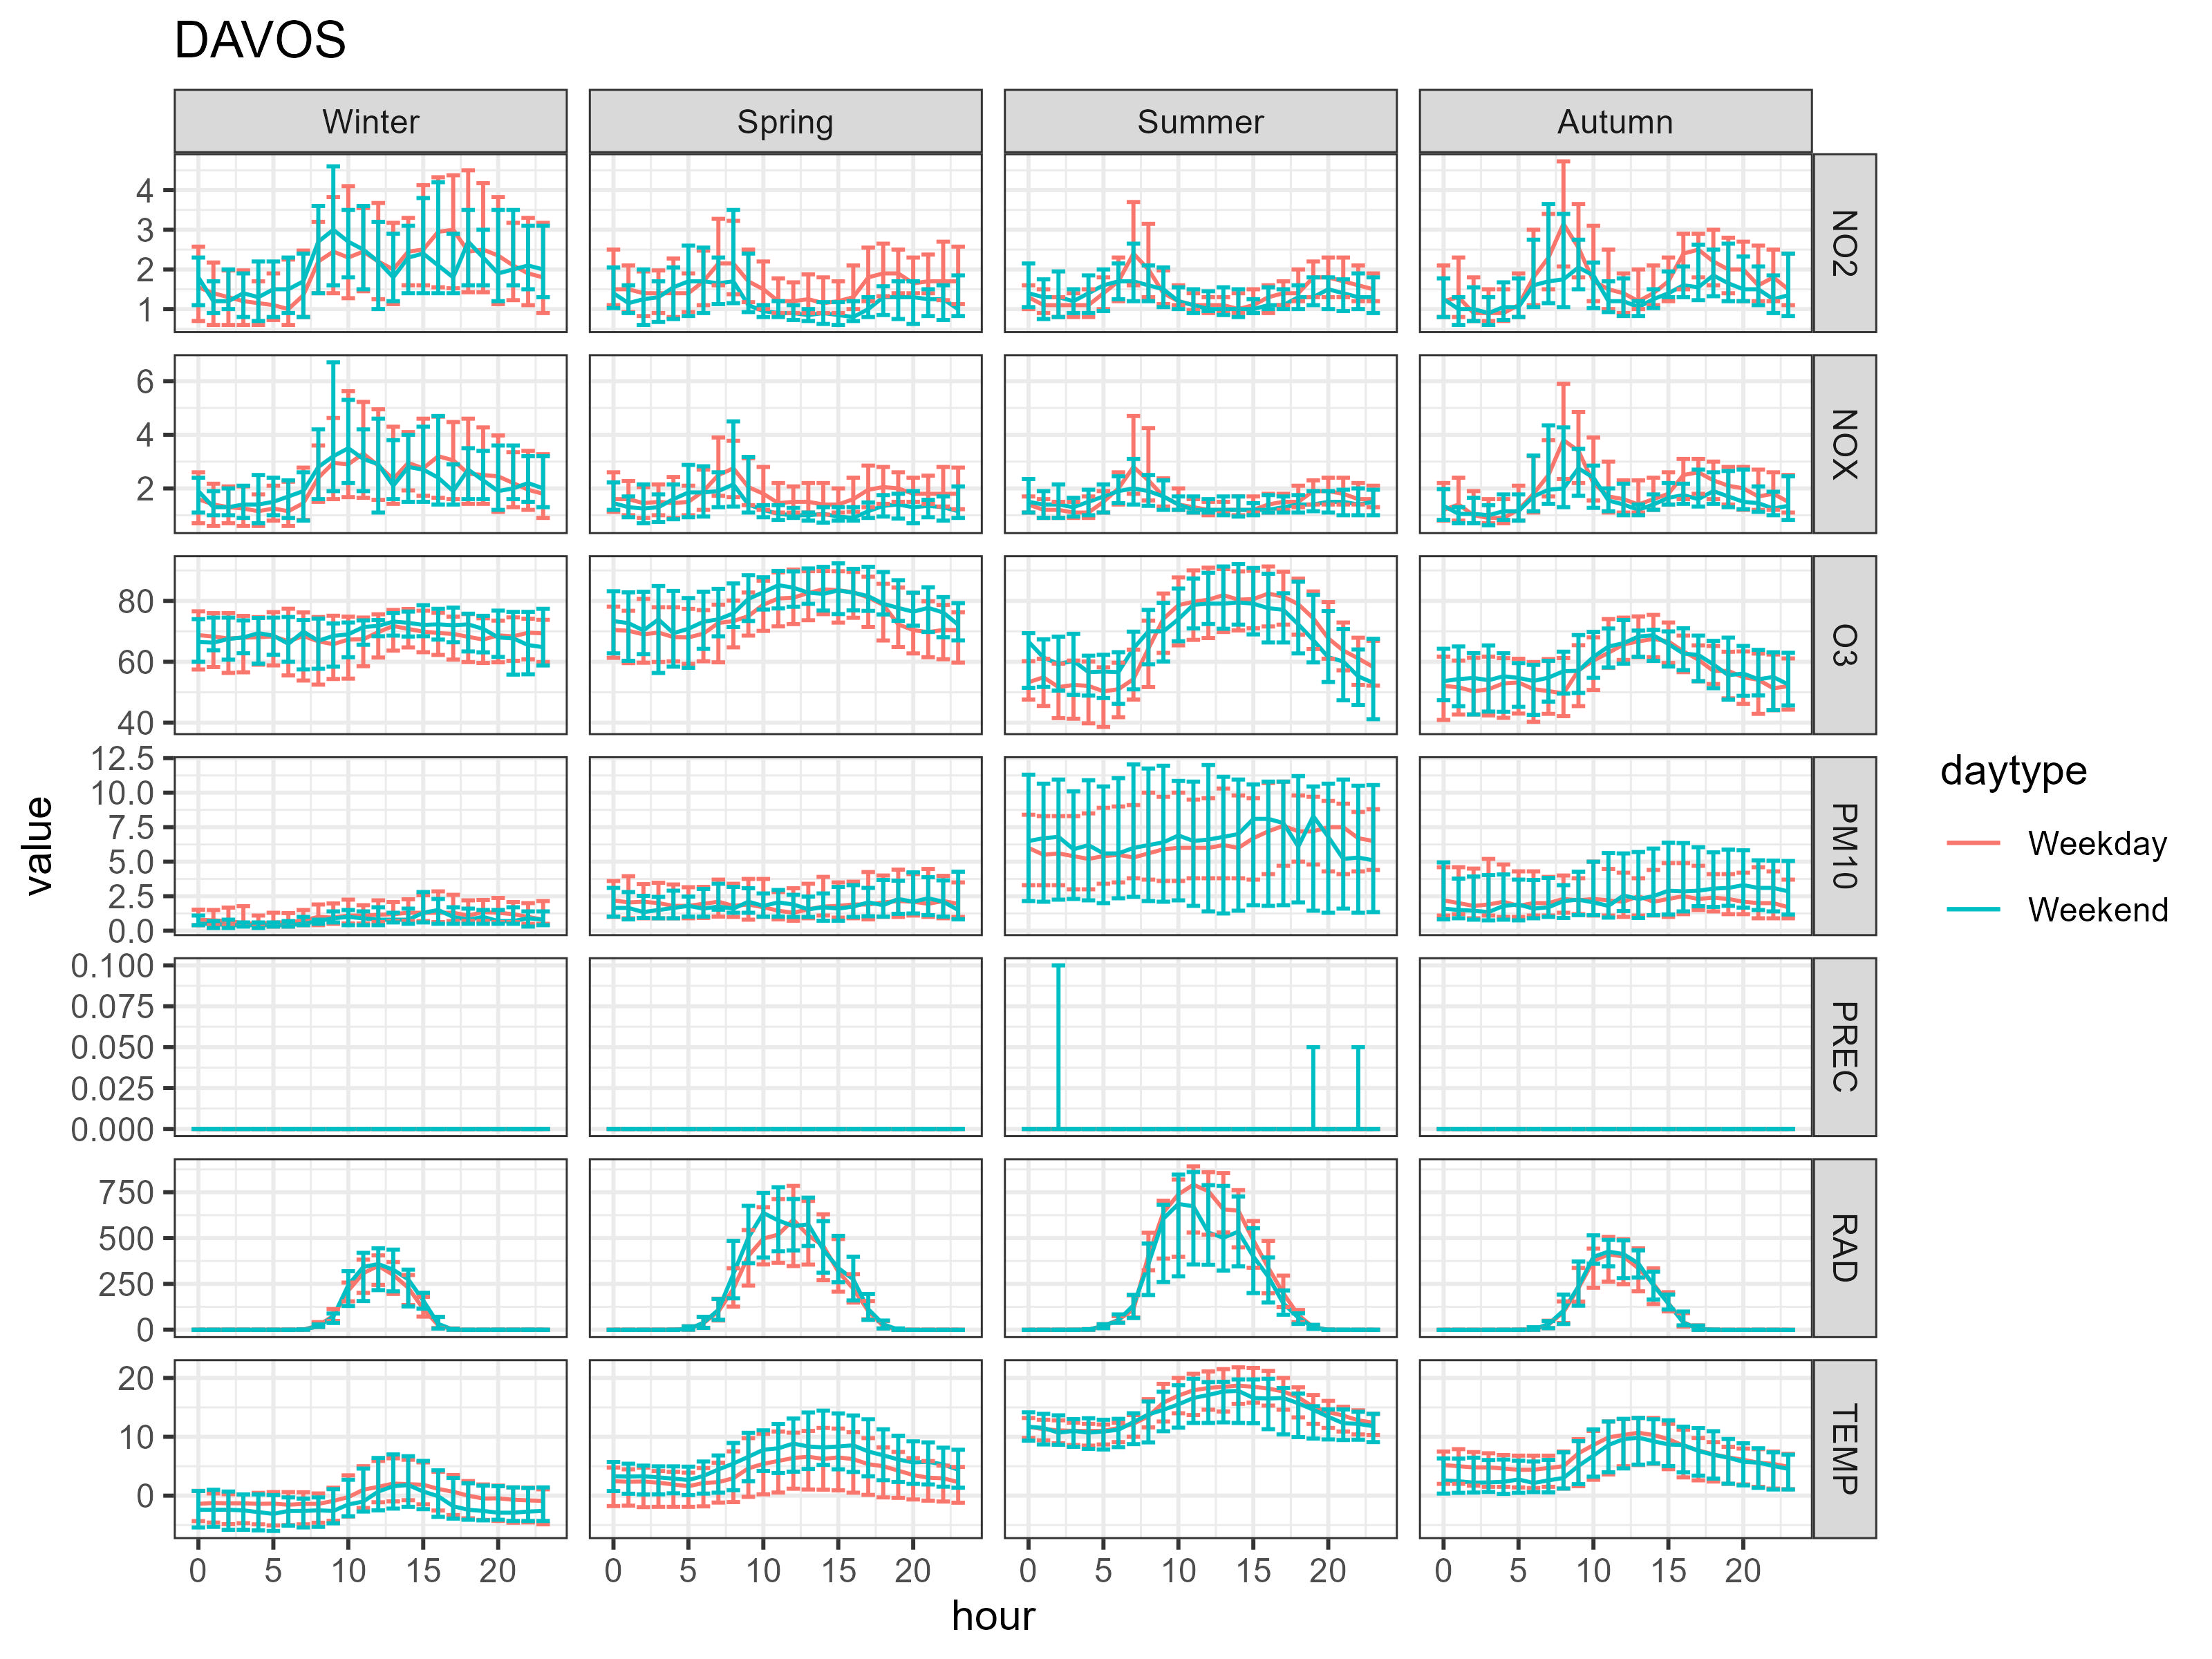 DAVOS
Winter Spring Summer Autumn
4
3
2
1
NO2
6
4
2
NOX
80
60
40
O3
12.5
10.0
7.5
5.0
2.5
0.0
PM10
0.100
0.075
0.050
0.025
0.000
PREC
750
500
250
0
RAD
20
10
0
TEMP
0 5 10 15 20 0 5 10 15 20 0 5 10 15 20 0 5 10 15 20
hour
value
daytype
Weekday
Weekend